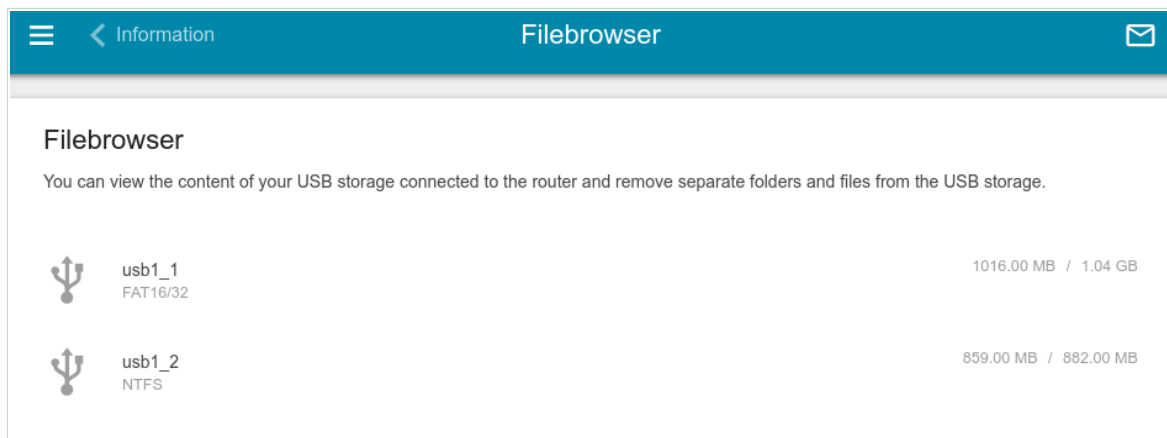 Information
Filebrowser
Filebrowser
You can view the content of your USB storage connected to the router and remove separate folders and files from the USB storage.
usb1_1
1016.00 MB / 1.04 GB
FAT16/32
usb1_2
859.00 MB / 882.00 MB
NTFS